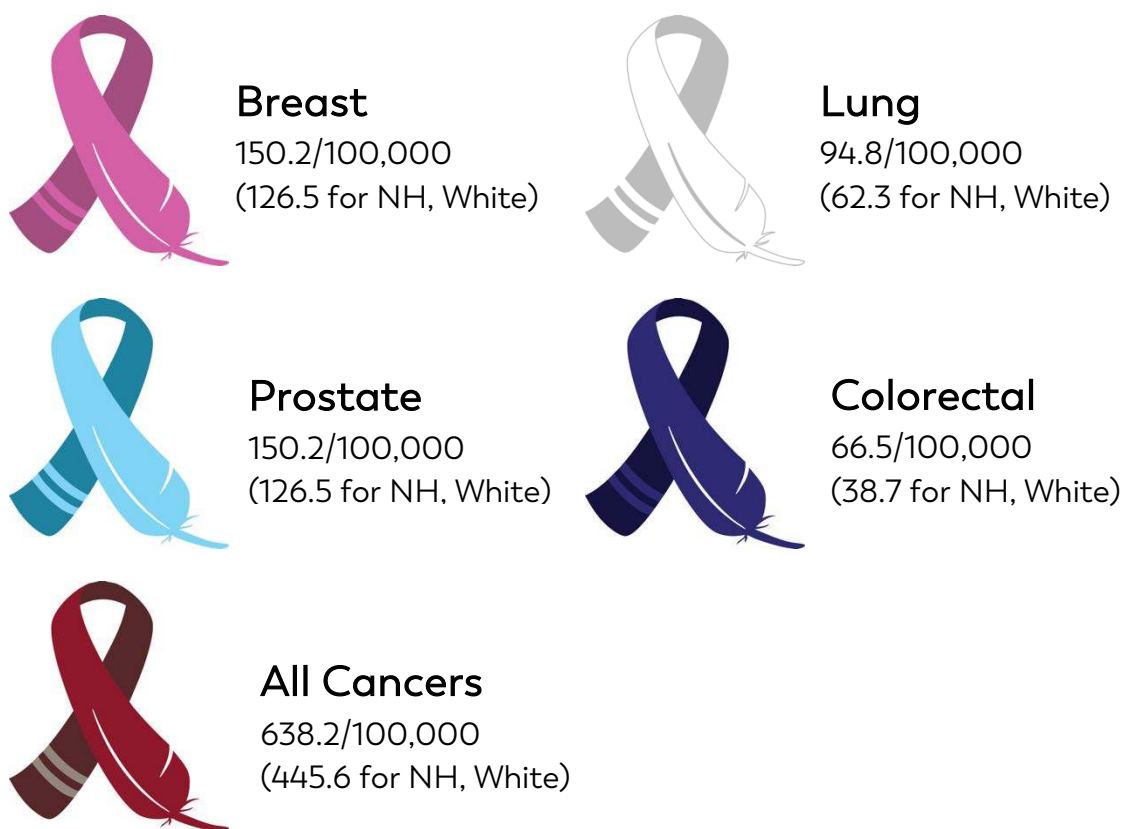 Breast
150.2/100,000
(126.5 for NH, White)
Lung
94.8/100,000
(62.3 for NH, White)
Prostate
150.2/100,000
(126.5 for NH, White)
Colorectal
66.5/100,000
(38.7 for NH, White)
All Cancers
638.2/100,000
(445.6 for NH, White)